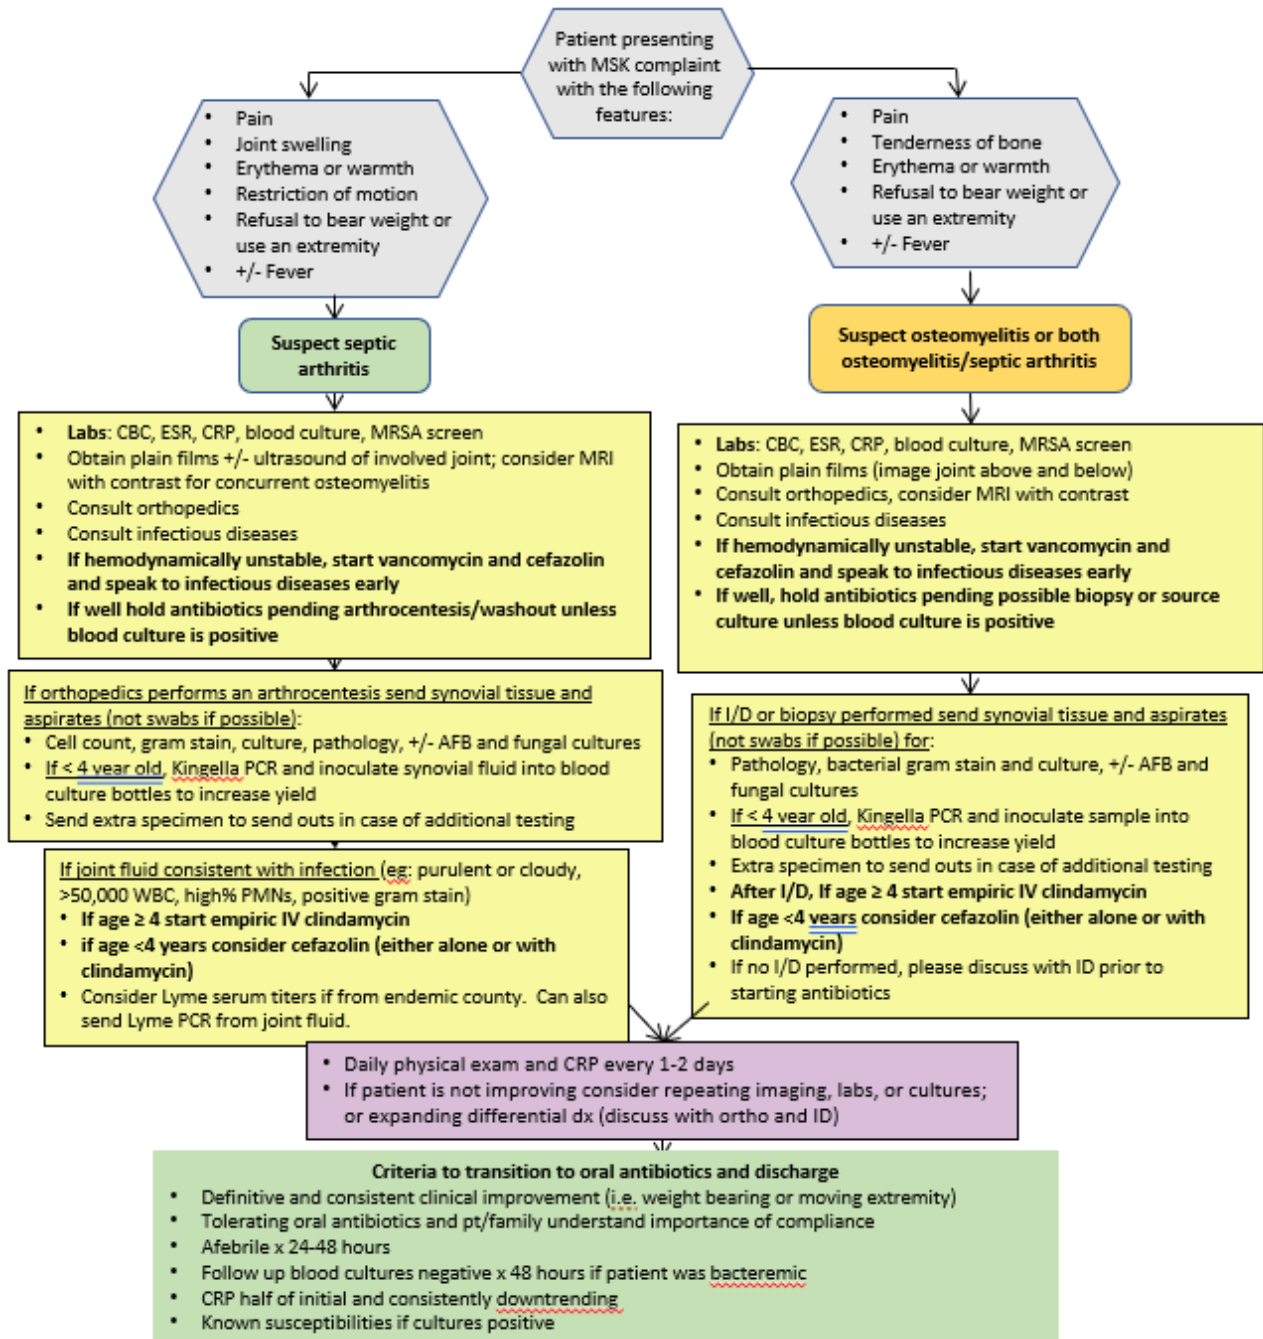 Patient presenting
with MSK complaint
with the following
features:
• Pain
• Joint swelling
• Erythema or warmth
• Restriction of motion
• Refusal to bear weight or
use an extremity
• +/- Fever
Suspect septic
arthritis
• Labs: CBC, ESR, CRP, blood culture, MRSA screen
• Obtain plain films +/- ultrasound of involved joint; consider MRI
with contrast for concurrent osteomyelitis
• Consult orthopedics
• Consult infectious diseases
• If hemodynamically unstable, start vancomycin and cefazolin
and speak to infectious diseases early
• If well hold antibiotics pending arthrocentesis/washout unless
blood culture is positive
If orthopedics performs an arthrocentesis send synovial tissue and
aspirates (not swabs if possible):
• Cell count, gram stain, culture, pathology, +/- AFB and fungal cultures
• If < 4 year old, Kingella PCR and inoculate synovial fluid into blood
culture bottles to increase yield
• Send extra specimen to send outs in case of additional testing
If joint fluid consistent with infection (eg: purulent or cloudy,
>50,000 WBC, high% PMNs, positive gram stain)
• If age ≥ 4 start empiric IV clindamycin
• if age <4 years consider cefazolin (either alone or with
clindamycin)
• Consider Lyme serum titers if from endemic county. Can also
send Lyme PCR from joint fluid.
• Pain
• Tenderness of bone
• Erythema or warmth
• Refusal to bear weight or
use an extremity
• +/- Fever
Suspect osteomyelitis or both
osteomyelitis/septic arthritis
• Labs: CBC, ESR, CRP, blood culture, MRSA screen
• Obtain plain films (image joint above and below)
• Consult orthopedics, consider MRI with contrast
• Consult infectious diseases
• If hemodynamically unstable, start vancomycin and
cefazolin and speak to infectious diseases early
• If well, hold antibiotics pending possible biopsy or source
culture unless blood culture is positive
If I/D or biopsy performed send synovial tissue and aspirates
(not swabs if possible) for:
• Pathology, bacterial gram stain and culture, +/- AFB and
fungal cultures
• If < 4 year old, Kingella PCR and inoculate sample into
blood culture bottles to increase yield
• Extra specimen to send outs in case of additional testing
• After I/D, If age ≥ 4 start empiric IV clindamycin
• If age <4 years consider cefazolin (either alone or with
clindamycin)
• If no I/D performed, please discuss with ID prior to
starting antibiotics
• Daily physical exam and CRP every 1-2 days
• If patient is not improving consider repeating imaging, labs, or cultures;
or expanding differential dx (discuss with ortho and ID)
Criteria to transition to oral antibiotics and discharge
• Definitive and consistent clinical improvement (i.e. weight bearing or moving extremity)
• Tolerating oral antibiotics and pt/family understand importance of compliance
• Afebrile x 24-48 hours
• Follow up blood cultures negative x 48 hours if patient was bacteremic
• CRP half of initial and consistently downtrending
• Known susceptibilities if cultures positive